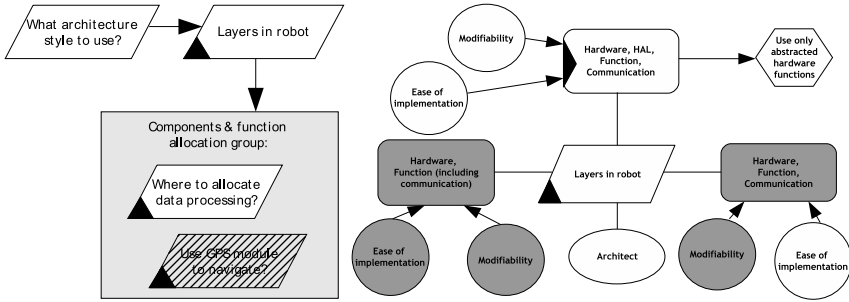 What architecture
style to use?
Layers in robot
Components & function
allocation group:
Where to allocate
data processing?
Use GPS module
to navigate?
Modifiability
Ease of
implementation
Hardware, HAL,
Function,
Communication
Use only
abstracted
hardware
functions
Hardware,
Function (including
communication)
Layers in robot
Hardware,
Function,
Communication
Ease of
implementation
Modifiability
Architect
Modifiability
Ease of
implementation